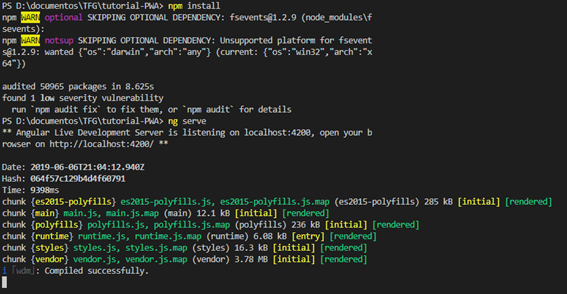 PS D:\documentos\TFG\tutorial-PWA> npm install
npm WARN optional SKIPPING OPTIONAL DEPENDENCY: fsevents@1.2.9 (node_modules\f
sevents):
npm WARN notsup SKIPPING OPTIONAL DEPENDENCY: Unsupported platform for fsevent
s@1.2.9: wanted {"os":"darwin","arch":"any"} (current: {"os":"win32","arch":"x
64"})
audited 50965 packages in 8.625s
found 1 low severity vulnerability
  run `npm audit fix` to fix them, or `npm audit` for details
PS D:\documentos\TFG\tutorial-PWA> ng serve
** Angular Live Development Server is listening on localhost:4200, open your b
rowser on http://localhost:4200/ **
Date: 2019-06-06T21:04:12.940Z
Hash: 064f57c129b4d4f60791
Time: 9398ms
chunk {es2015-polyfills} es2015-polyfills.js, es2015-polyfills.js.map (es2015-polyfills) 285 kB [initial] [rendered]
chunk {main} main.js, main.js.map (main) 12.1 kB [initial] [rendered]
chunk {polyfills} polyfills.js, polyfills.js.map (polyfills) 236 kB [initial] [rendered]
chunk {runtime} runtime.js, runtime.js.map (runtime) 6.08 kB [entry] [rendered]
chunk {styles} styles.js, styles.js.map (styles) 16.3 kB [initial] [rendered]
chunk {vendor} vendor.js, vendor.js.map (vendor) 3.78 MB [initial] [rendered]
i ｢wdm｣: Compiled successfully.